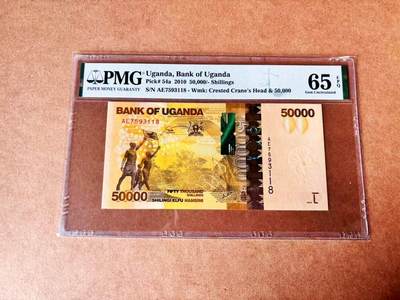 PMG
PAPER MONEY GUARANTY
Uganda, Bank of Uganda
Pick# 54a 2010 50,000/- Shillings
S/N AE7593118 - Wmk: Crested Crane's Head & 50,000
65 EPQ
Gem Uncirculated
BANK OF UGANDA
50000
AE7593118
AE7593118
50000
FIFTY THOUSAND
SHILLINGS
SHILINGI ELFU HAMSINI